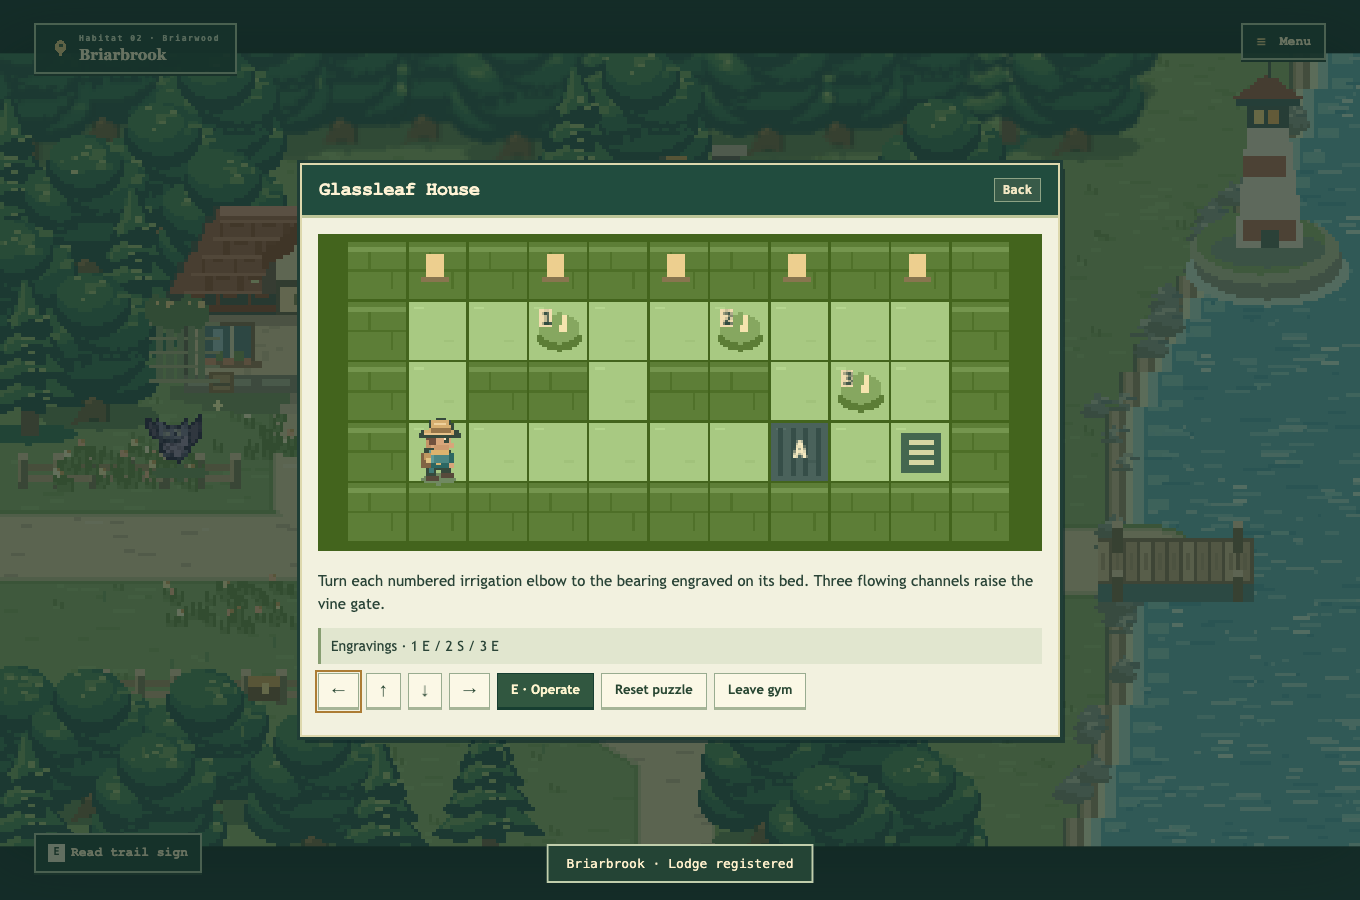 Habitat 02 · Briarwood
Briarbrook
≡ Menu
Glassleaf House
Back
1
2
3
A
Turn each numbered irrigation elbow to the bearing engraved on its bed. Three flowing channels raise the
vine gate.
Engravings · 1 E / 2 S / 3 E
← ↑ ↓ → E · Operate Reset puzzle Leave gym
E Read trail sign
Briarbrook · Lodge registered